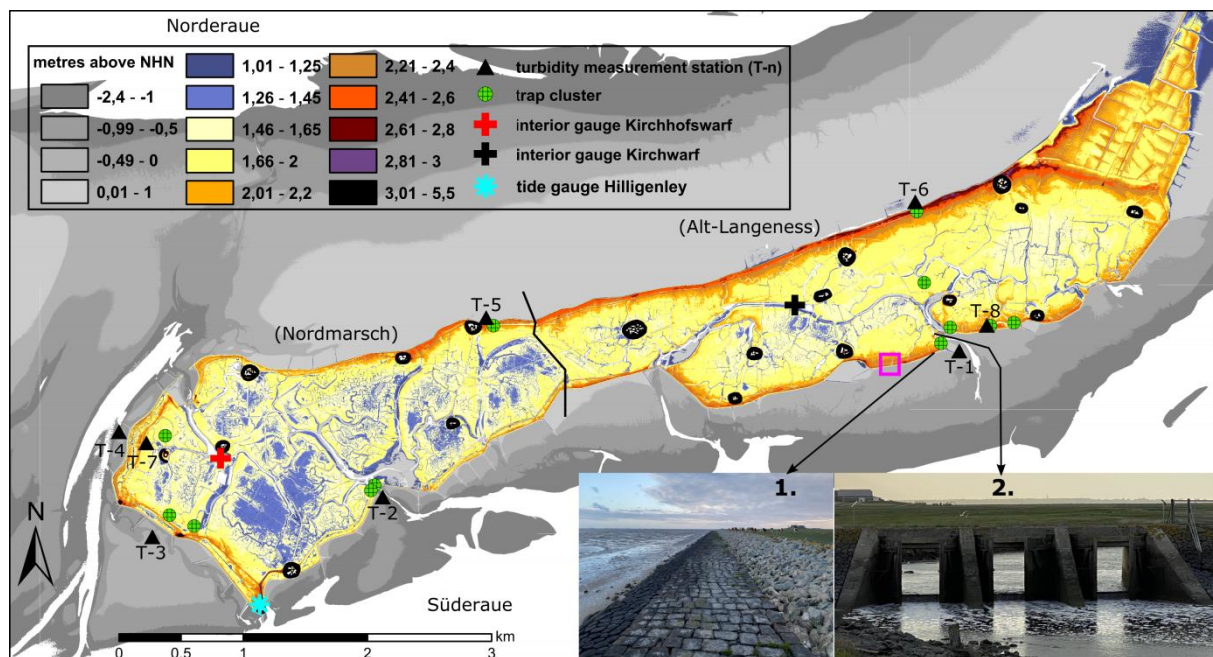 Norderaue
metres above NHN
-2,4 - -1
-0,99 - -0,5
-0,49 - 0
0,01 - 1
1,01 - 1,25
1,26 - 1,45
1,46 - 1,65
1,66 - 2
2,01 - 2,2
2,21 - 2,4
2,41 - 2,6
2,61 - 2,8
2,81 - 3
3,01 - 5,5
turbidity measurement station (T-n)
trap cluster
interior gauge Kirchhofswarf
interior gauge Kirchwarf
tide gauge Hilligenley
T-6
(Alt-Langeness)
T-5
(Nordmarsch)
T-8
T-1
T-4
T-7
T-2
T-3
N
Süderaue
1.
2.
km
0 0.5 1 2 3